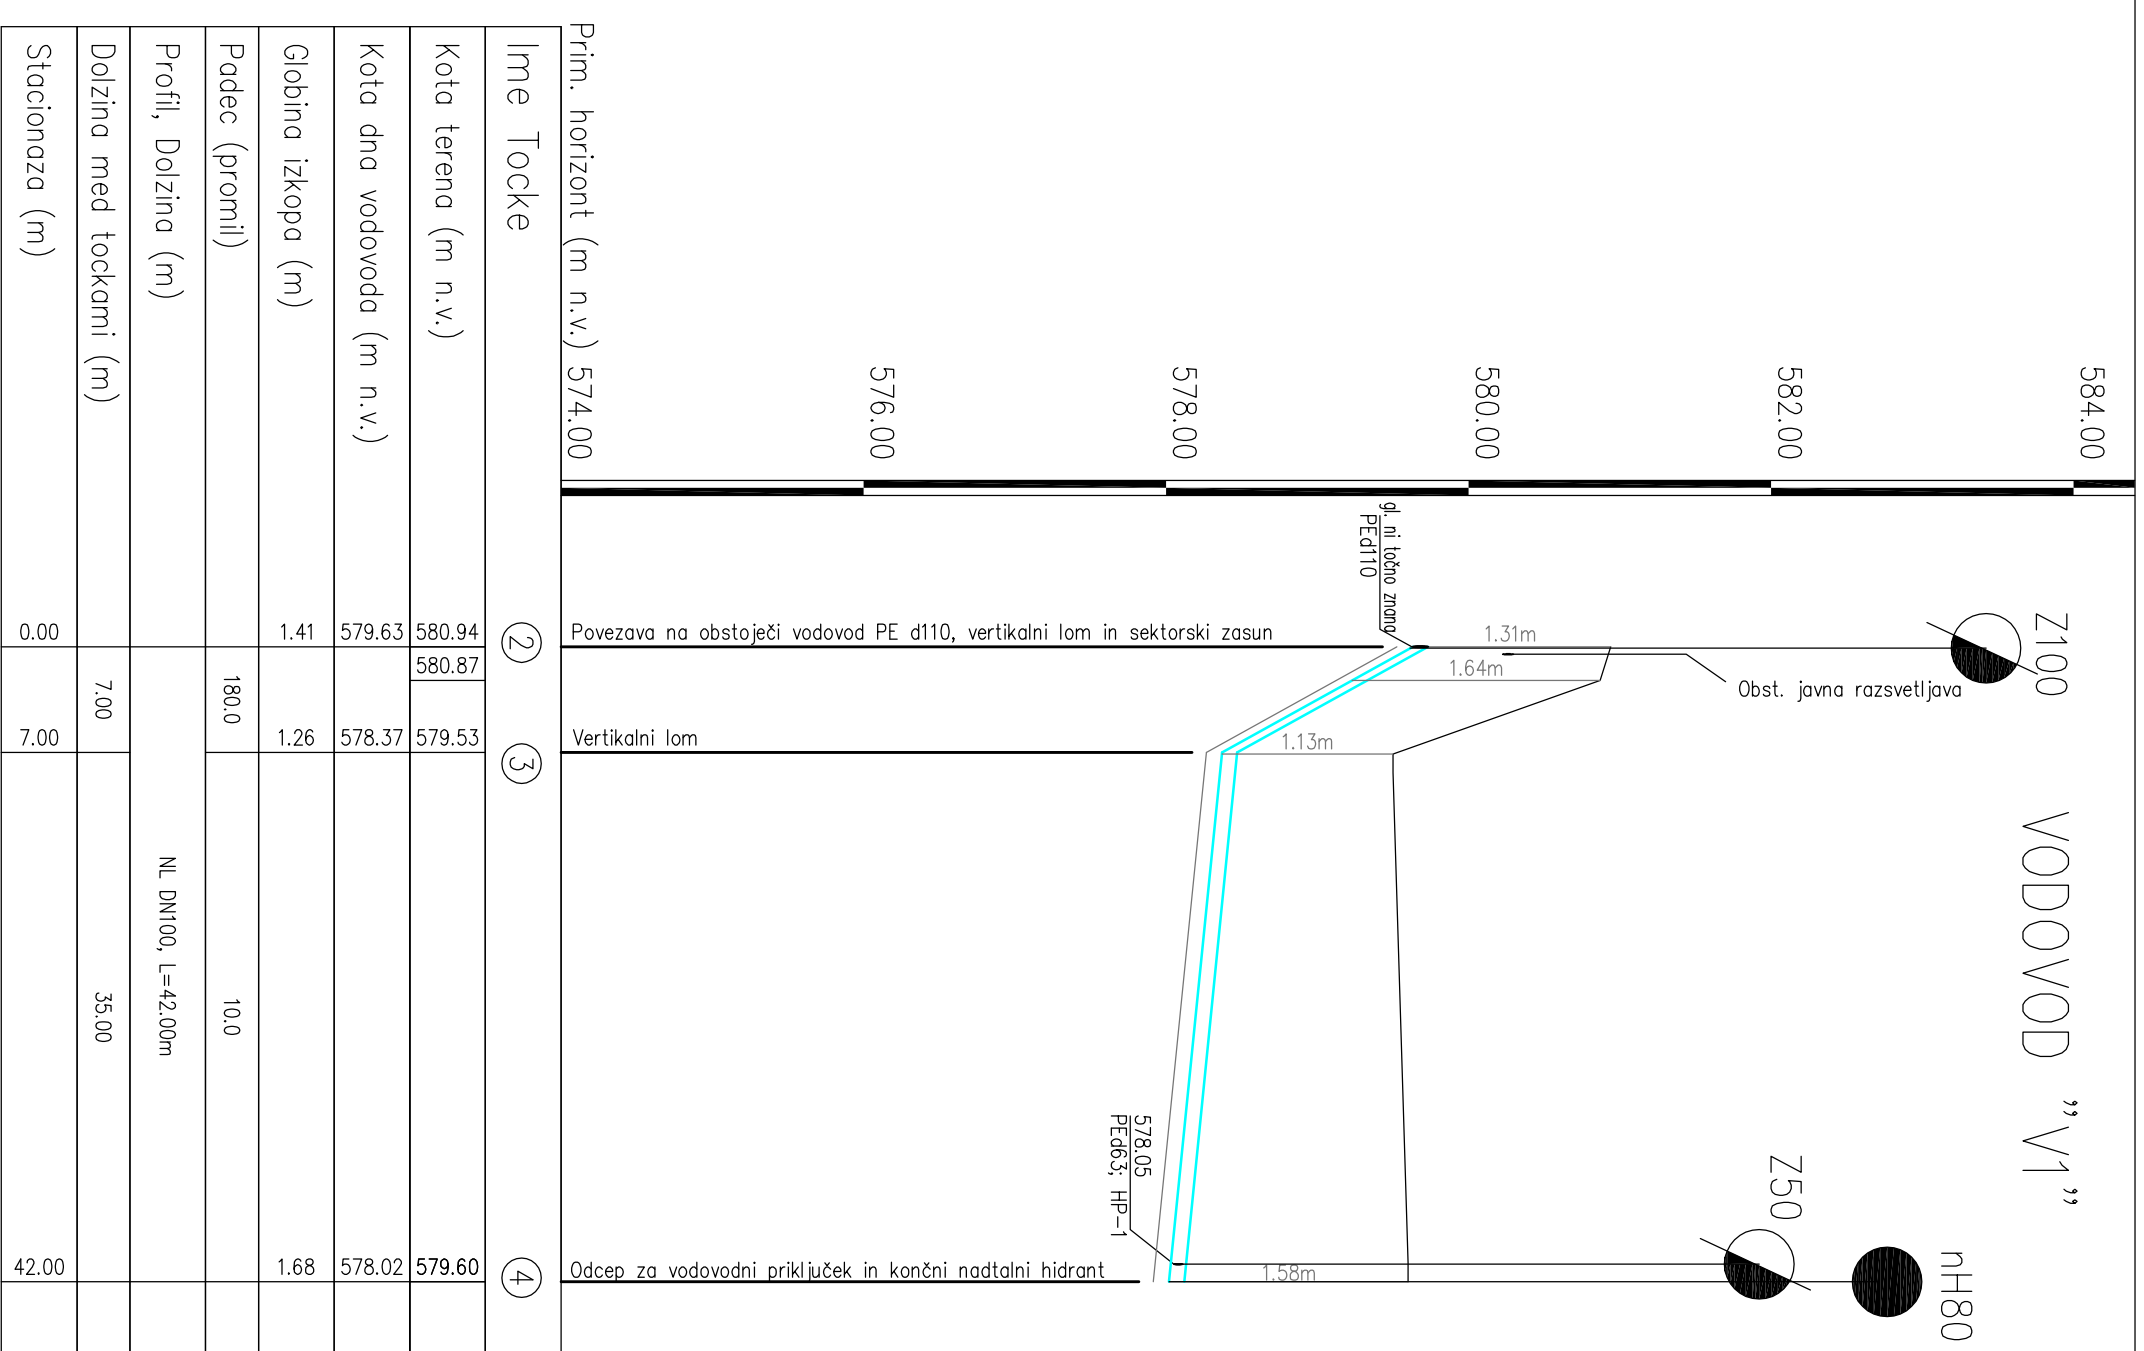 VODOVOD "V1"
Z100
Z50
nH80
584.00
582.00
580.00
578.00
576.00
574.00
Prim. horizont (m n.v.)
Obst. javna razsvetljava
gl. ni točno znana
PEd110
1.31m
1.64m
1.13m
1.58m
578.05
PEd63; HP-1
Povezava na obstoječi vodovod PE d110, vertikalni lom in sektorski zasun
Vertikalni lom
Odcep za vodovodni priključek in končni nadtalni hidrant
Ime Tocke
2
3
4
Kota terena (m n.v.)
580.94
580.87
579.53
579.60
Kota dna vodovoda (m n.v.)
579.63
578.37
578.02
Globina izkopa (m)
1.41
1.26
1.68
Padec (promil)
180.0
10.0
Profil, Dolzina (m)
NL DN100, L=42.00m
Dolzina med tockami (m)
7.00
35.00
Stacionaza (m)
0.00
7.00
42.00